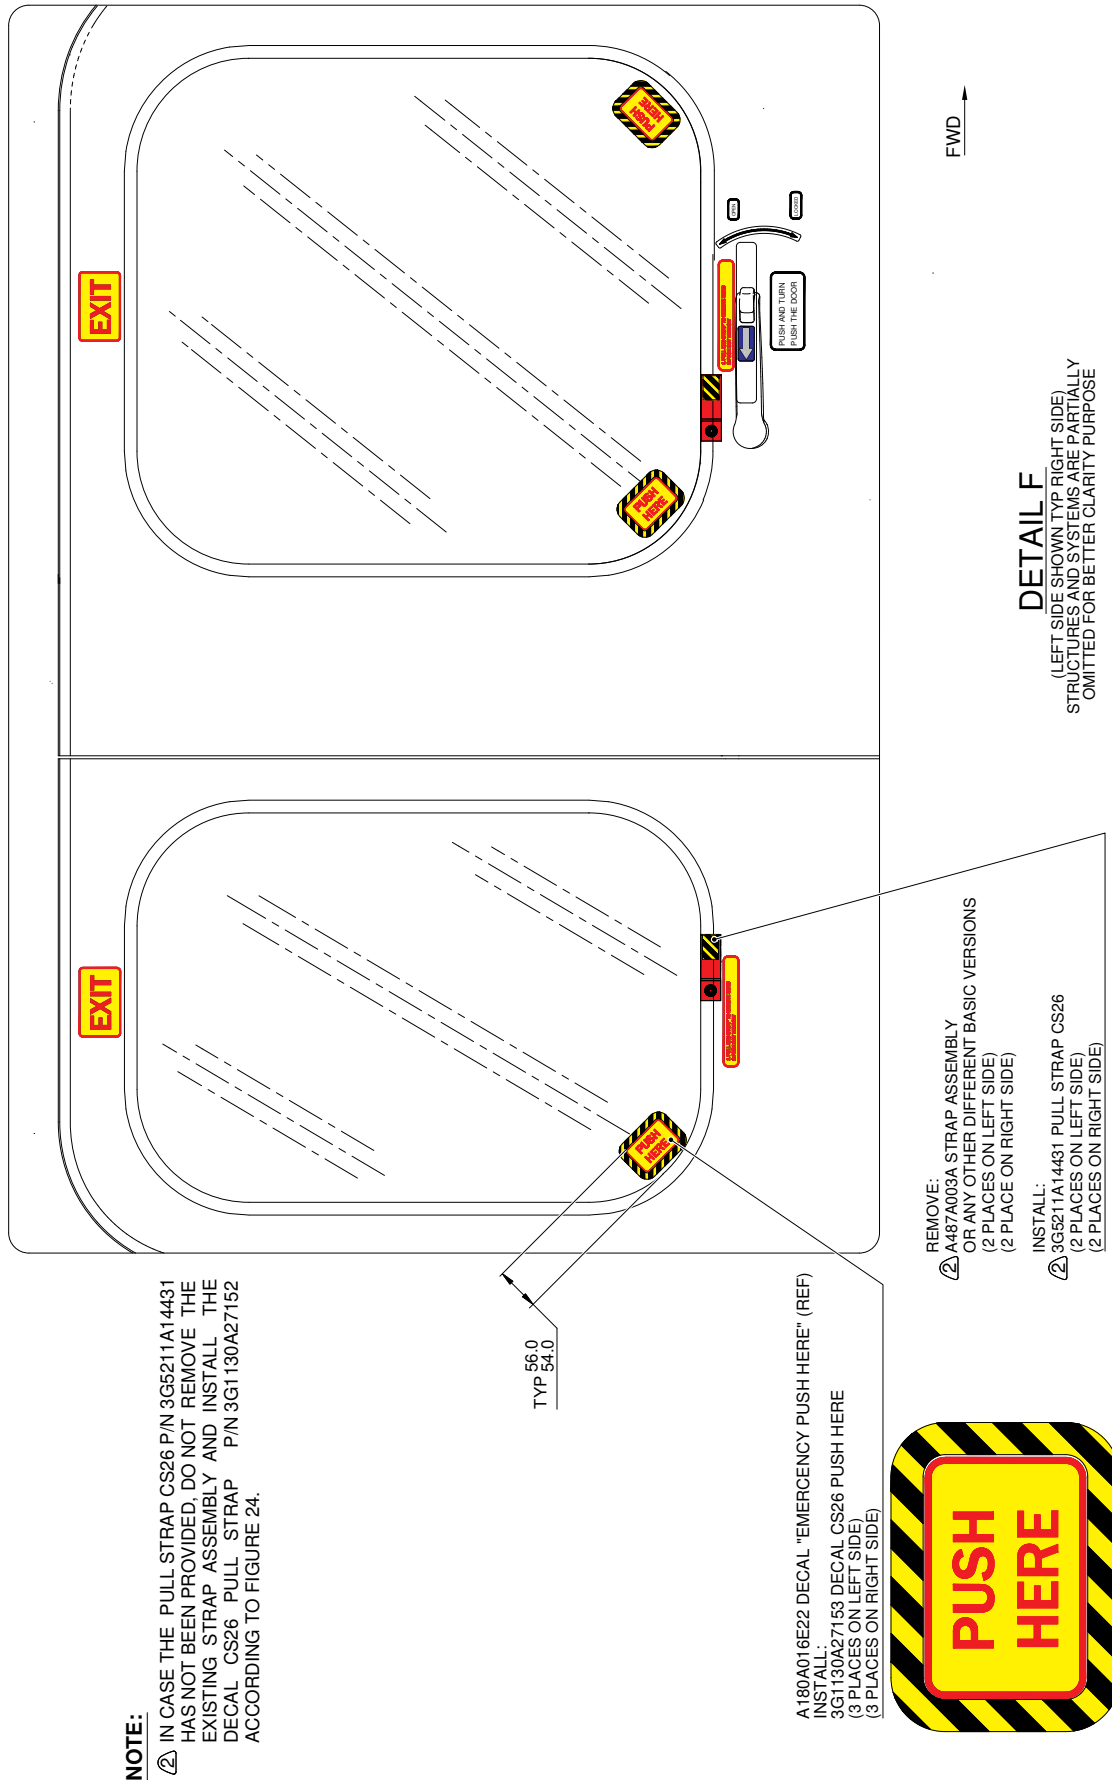 NOTE:
2 IN CASE THE PULL STRAP CS26 P/N 3G5211A14431
HAS NOT BEEN PROVIDED, DO NOT REMOVE THE
EXISTING STRAP ASSEMBLY AND INSTALL THE
DECAL CS26 PULL STRAP P/N 3G1130A27152
ACCORDING TO FIGURE 24.
EXIT
EXIT
PUSH
HERE
PUSH
HERE
PUSH
HERE
OPEN
LOCKED
PUSH AND TURN
PUSH THE DOOR
FWD
TYP 56.0
54.0
A180A016E22 DECAL "EMERCENCY PUSH HERE" (REF)
INSTALL:
3G1130A27153 DECAL CS26 PUSH HERE
(3 PLACES ON LEFT SIDE)
(3 PLACES ON RIGHT SIDE)
PUSH
HERE
REMOVE:
2 A487A003A STRAP ASSEMBLY
OR ANY OTHER DIFFERENT BASIC VERSIONS
(2 PLACES ON LEFT SIDE)
(2 PLACE ON RIGHT SIDE)
INSTALL:
2 3G5211A14431 PULL STRAP CS26
(2 PLACES ON LEFT SIDE)
(2 PLACES ON RIGHT SIDE)
DETAIL F
(LEFT SIDE SHOWN TYP RIGHT SIDE)
STRUCTURES AND SYSTEMS ARE PARTIALLY
OMITTED FOR BETTER CLARITY PURPOSE